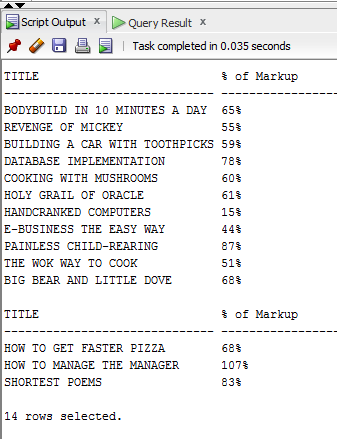 Script Output x Query Result x
Task completed in 0.035 seconds
TITLE % of Markup
------------------------------ ----------------
BODYBUILD IN 10 MINUTES A DAY 65%
REVENGE OF MICKEY 55%
BUILDING A CAR WITH TOOTHPICKS 59%
DATABASE IMPLEMENTATION 78%
COOKING WITH MUSHROOMS 60%
HOLY GRAIL OF ORACLE 61%
HANDCRANKED COMPUTERS 15%
E-BUSINESS THE EASY WAY 44%
PAINLESS CHILD-REARING 87%
THE WOK WAY TO COOK 51%
BIG BEAR AND LITTLE DOVE 68%
TITLE % of Markup
------------------------------ ----------------
HOW TO GET FASTER PIZZA 68%
HOW TO MANAGE THE MANAGER 107%
SHORTEST POEMS 83%
14 rows selected.